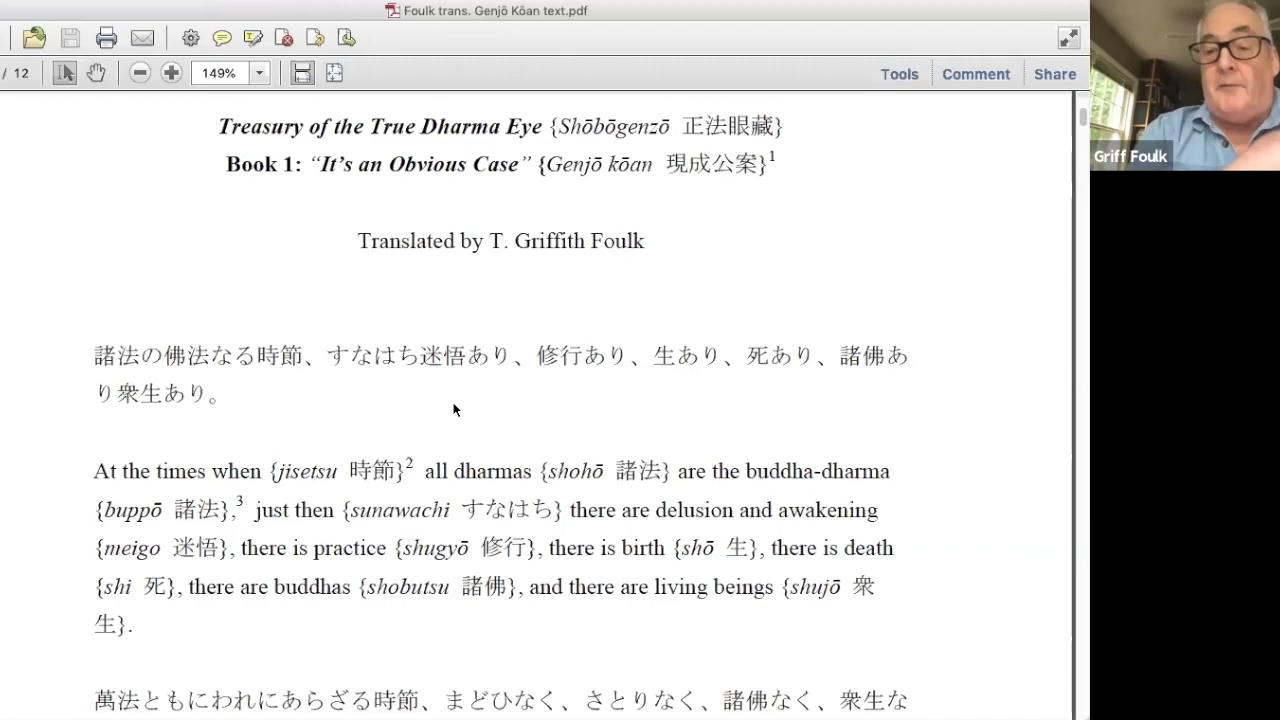 Foulk trans. Genjō Kōan text.pdf
/ 12
149%
Tools
Comment
Share
Griff Foulk
Treasury of the True Dharma Eye {Shōbōgenzō 正法眼藏}
Book 1: “It’s an Obvious Case” {Genjō kōan 現成公案}1
Translated by T. Griffith Foulk
諸法の佛法なる時節、すなはち迷悟あり、修行あり、生あり、死あり、諸佛あ
り衆生あり。
At the times when {jisetsu 時節}2 all dharmas {shohō 諸法} are the buddha-dharma
{buppō 諸法},3 just then {sunawachi すなはち} there are delusion and awakening
{meigo 迷悟}, there is practice {shugyō 修行}, there is birth {shō 生}, there is death
{shi 死}, there are buddhas {shobutsu 諸佛}, and there are living beings {shujō 衆
生}.
萬法ともにわれにあらざる時節、まどひなく、さとりなく、諸佛なく、衆生な